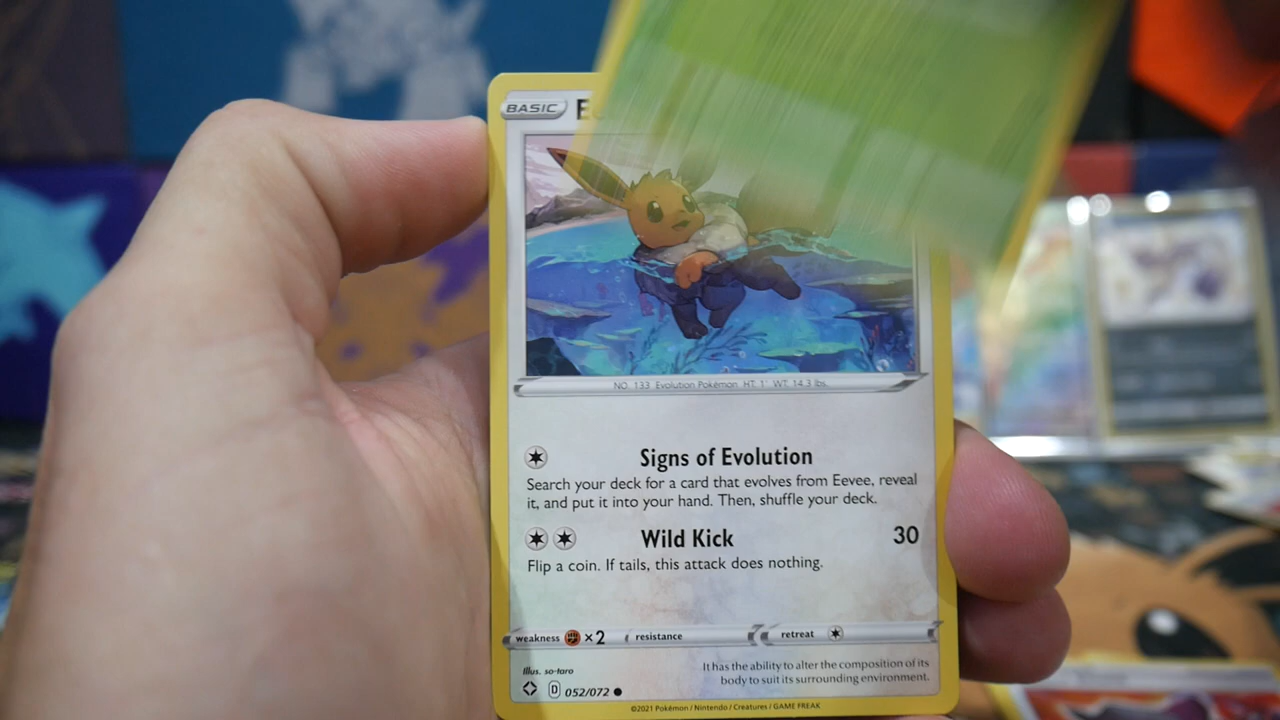 BASIC
NO. 133 Evolution Pokémon HT. 1' WT. 14.3 lbs.
Signs of Evolution
Search your deck for a card that evolves from Eevee, reveal
it, and put it into your hand. Then, shuffle your deck.
Wild Kick 30
Flip a coin. If tails, this attack does nothing.
weakness ×2 resistance retreat
Illus. so-taro
It has the ability to alter the composition of its
body to suit its surrounding environment.
D 052/072
©2021 Pokémon / Nintendo / Creatures / GAME FREAK